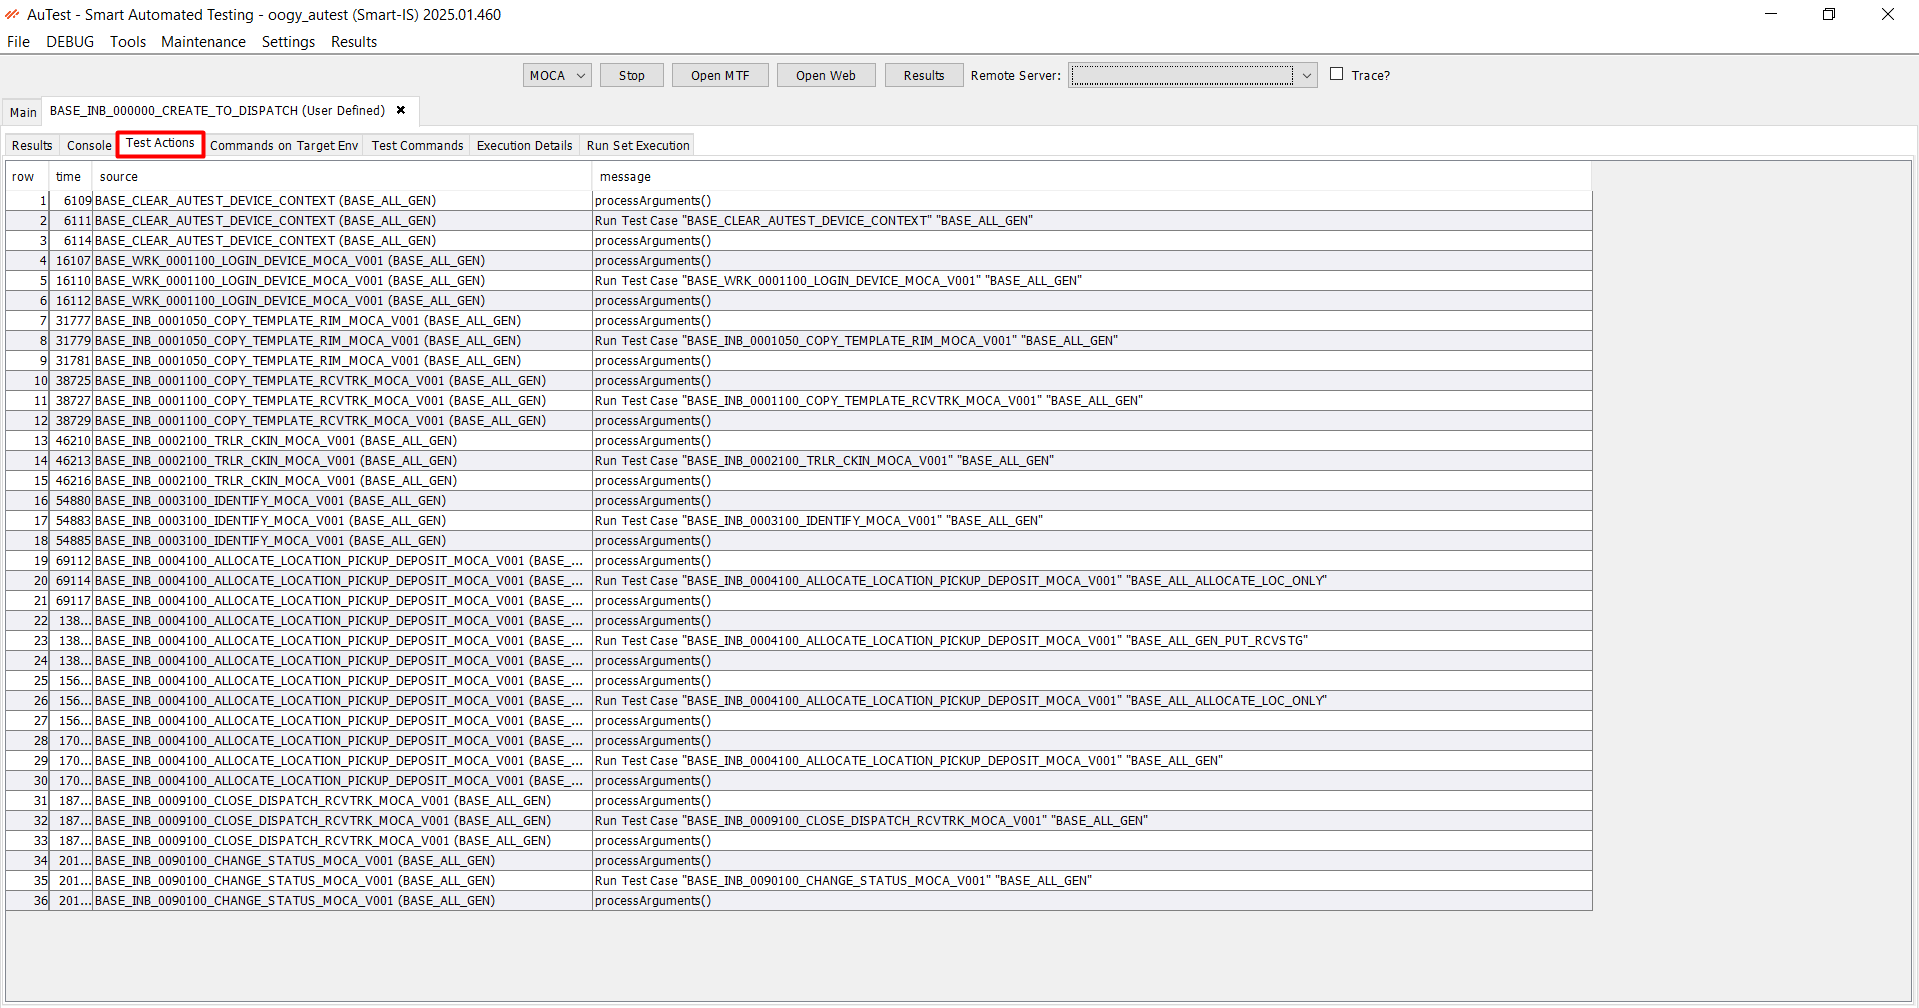 AuTest - Smart Automated Testing - oogy_autest (Smart-IS) 2025.01.460
File DEBUG Tools Maintenance Settings Results
MOCA Stop Open MTF Open Web Results Remote Server: Trace?
Main BASE_INB_000000_CREATE_TO_DISPATCH (User Defined)
Results Console Test Actions Commands on Target Env Test Commands Execution Details Run Set Execution
row time source message
1 6109 BASE_CLEAR_AUTEST_DEVICE_CONTEXT (BASE_ALL_GEN) processArguments()
2 6111 BASE_CLEAR_AUTEST_DEVICE_CONTEXT (BASE_ALL_GEN) Run Test Case "BASE_CLEAR_AUTEST_DEVICE_CONTEXT" "BASE_ALL_GEN"
3 6114 BASE_CLEAR_AUTEST_DEVICE_CONTEXT (BASE_ALL_GEN) processArguments()
4 16107 BASE_WRK_0001100_LOGIN_DEVICE_MOCA_V001 (BASE_ALL_GEN) processArguments()
5 16110 BASE_WRK_0001100_LOGIN_DEVICE_MOCA_V001 (BASE_ALL_GEN) Run Test Case "BASE_WRK_0001100_LOGIN_DEVICE_MOCA_V001" "BASE_ALL_GEN"
6 16112 BASE_WRK_0001100_LOGIN_DEVICE_MOCA_V001 (BASE_ALL_GEN) processArguments()
7 31777 BASE_INB_0001050_COPY_TEMPLATE_RIM_MOCA_V001 (BASE_ALL_GEN) processArguments()
8 31779 BASE_INB_0001050_COPY_TEMPLATE_RIM_MOCA_V001 (BASE_ALL_GEN) Run Test Case "BASE_INB_0001050_COPY_TEMPLATE_RIM_MOCA_V001" "BASE_ALL_GEN"
9 31781 BASE_INB_0001050_COPY_TEMPLATE_RIM_MOCA_V001 (BASE_ALL_GEN) processArguments()
10 38725 BASE_INB_0001100_COPY_TEMPLATE_RCVTRK_MOCA_V001 (BASE_ALL_GEN) processArguments()
11 38727 BASE_INB_0001100_COPY_TEMPLATE_RCVTRK_MOCA_V001 (BASE_ALL_GEN) Run Test Case "BASE_INB_0001100_COPY_TEMPLATE_RCVTRK_MOCA_V001" "BASE_ALL_GEN"
12 38729 BASE_INB_0001100_COPY_TEMPLATE_RCVTRK_MOCA_V001 (BASE_ALL_GEN) processArguments()
13 46210 BASE_INB_0002100_TRLR_CKIN_MOCA_V001 (BASE_ALL_GEN) processArguments()
14 46213 BASE_INB_0002100_TRLR_CKIN_MOCA_V001 (BASE_ALL_GEN) Run Test Case "BASE_INB_0002100_TRLR_CKIN_MOCA_V001" "BASE_ALL_GEN"
15 46216 BASE_INB_0002100_TRLR_CKIN_MOCA_V001 (BASE_ALL_GEN) processArguments()
16 54880 BASE_INB_0003100_IDENTIFY_MOCA_V001 (BASE_ALL_GEN) processArguments()
17 54883 BASE_INB_0003100_IDENTIFY_MOCA_V001 (BASE_ALL_GEN) Run Test Case "BASE_INB_0003100_IDENTIFY_MOCA_V001" "BASE_ALL_GEN"
18 54885 BASE_INB_0003100_IDENTIFY_MOCA_V001 (BASE_ALL_GEN) processArguments()
19 69112 BASE_INB_0004100_ALLOCATE_LOCATION_PICKUP_DEPOSIT_MOCA_V001 (BASE_... processArguments()
20 69114 BASE_INB_0004100_ALLOCATE_LOCATION_PICKUP_DEPOSIT_MOCA_V001 (BASE_... Run Test Case "BASE_INB_0004100_ALLOCATE_LOCATION_PICKUP_DEPOSIT_MOCA_V001" "BASE_ALL_ALLOCATE_LOC_ONLY"
21 69117 BASE_INB_0004100_ALLOCATE_LOCATION_PICKUP_DEPOSIT_MOCA_V001 (BASE_... processArguments()
22 138... BASE_INB_0004100_ALLOCATE_LOCATION_PICKUP_DEPOSIT_MOCA_V001 (BASE_... processArguments()
23 138... BASE_INB_0004100_ALLOCATE_LOCATION_PICKUP_DEPOSIT_MOCA_V001 (BASE_... Run Test Case "BASE_INB_0004100_ALLOCATE_LOCATION_PICKUP_DEPOSIT_MOCA_V001" "BASE_ALL_GEN_PUT_RCVSTG"
24 138... BASE_INB_0004100_ALLOCATE_LOCATION_PICKUP_DEPOSIT_MOCA_V001 (BASE_... processArguments()
25 156... BASE_INB_0004100_ALLOCATE_LOCATION_PICKUP_DEPOSIT_MOCA_V001 (BASE_... processArguments()
26 156... BASE_INB_0004100_ALLOCATE_LOCATION_PICKUP_DEPOSIT_MOCA_V001 (BASE_... Run Test Case "BASE_INB_0004100_ALLOCATE_LOCATION_PICKUP_DEPOSIT_MOCA_V001" "BASE_ALL_ALLOCATE_LOC_ONLY"
27 156... BASE_INB_0004100_ALLOCATE_LOCATION_PICKUP_DEPOSIT_MOCA_V001 (BASE_... processArguments()
28 170... BASE_INB_0004100_ALLOCATE_LOCATION_PICKUP_DEPOSIT_MOCA_V001 (BASE_... processArguments()
29 170... BASE_INB_0004100_ALLOCATE_LOCATION_PICKUP_DEPOSIT_MOCA_V001 (BASE_... Run Test Case "BASE_INB_0004100_ALLOCATE_LOCATION_PICKUP_DEPOSIT_MOCA_V001" "BASE_ALL_GEN"
30 170... BASE_INB_0004100_ALLOCATE_LOCATION_PICKUP_DEPOSIT_MOCA_V001 (BASE_... processArguments()
31 187... BASE_INB_0009100_CLOSE_DISPATCH_RCVTRK_MOCA_V001 (BASE_ALL_GEN) processArguments()
32 187... BASE_INB_0009100_CLOSE_DISPATCH_RCVTRK_MOCA_V001 (BASE_ALL_GEN) Run Test Case "BASE_INB_0009100_CLOSE_DISPATCH_RCVTRK_MOCA_V001" "BASE_ALL_GEN"
33 187... BASE_INB_0009100_CLOSE_DISPATCH_RCVTRK_MOCA_V001 (BASE_ALL_GEN) processArguments()
34 201... BASE_INB_0090100_CHANGE_STATUS_MOCA_V001 (BASE_ALL_GEN) processArguments()
35 201... BASE_INB_0090100_CHANGE_STATUS_MOCA_V001 (BASE_ALL_GEN) Run Test Case "BASE_INB_0090100_CHANGE_STATUS_MOCA_V001" "BASE_ALL_GEN"
36 201... BASE_INB_0090100_CHANGE_STATUS_MOCA_V001 (BASE_ALL_GEN) processArguments()